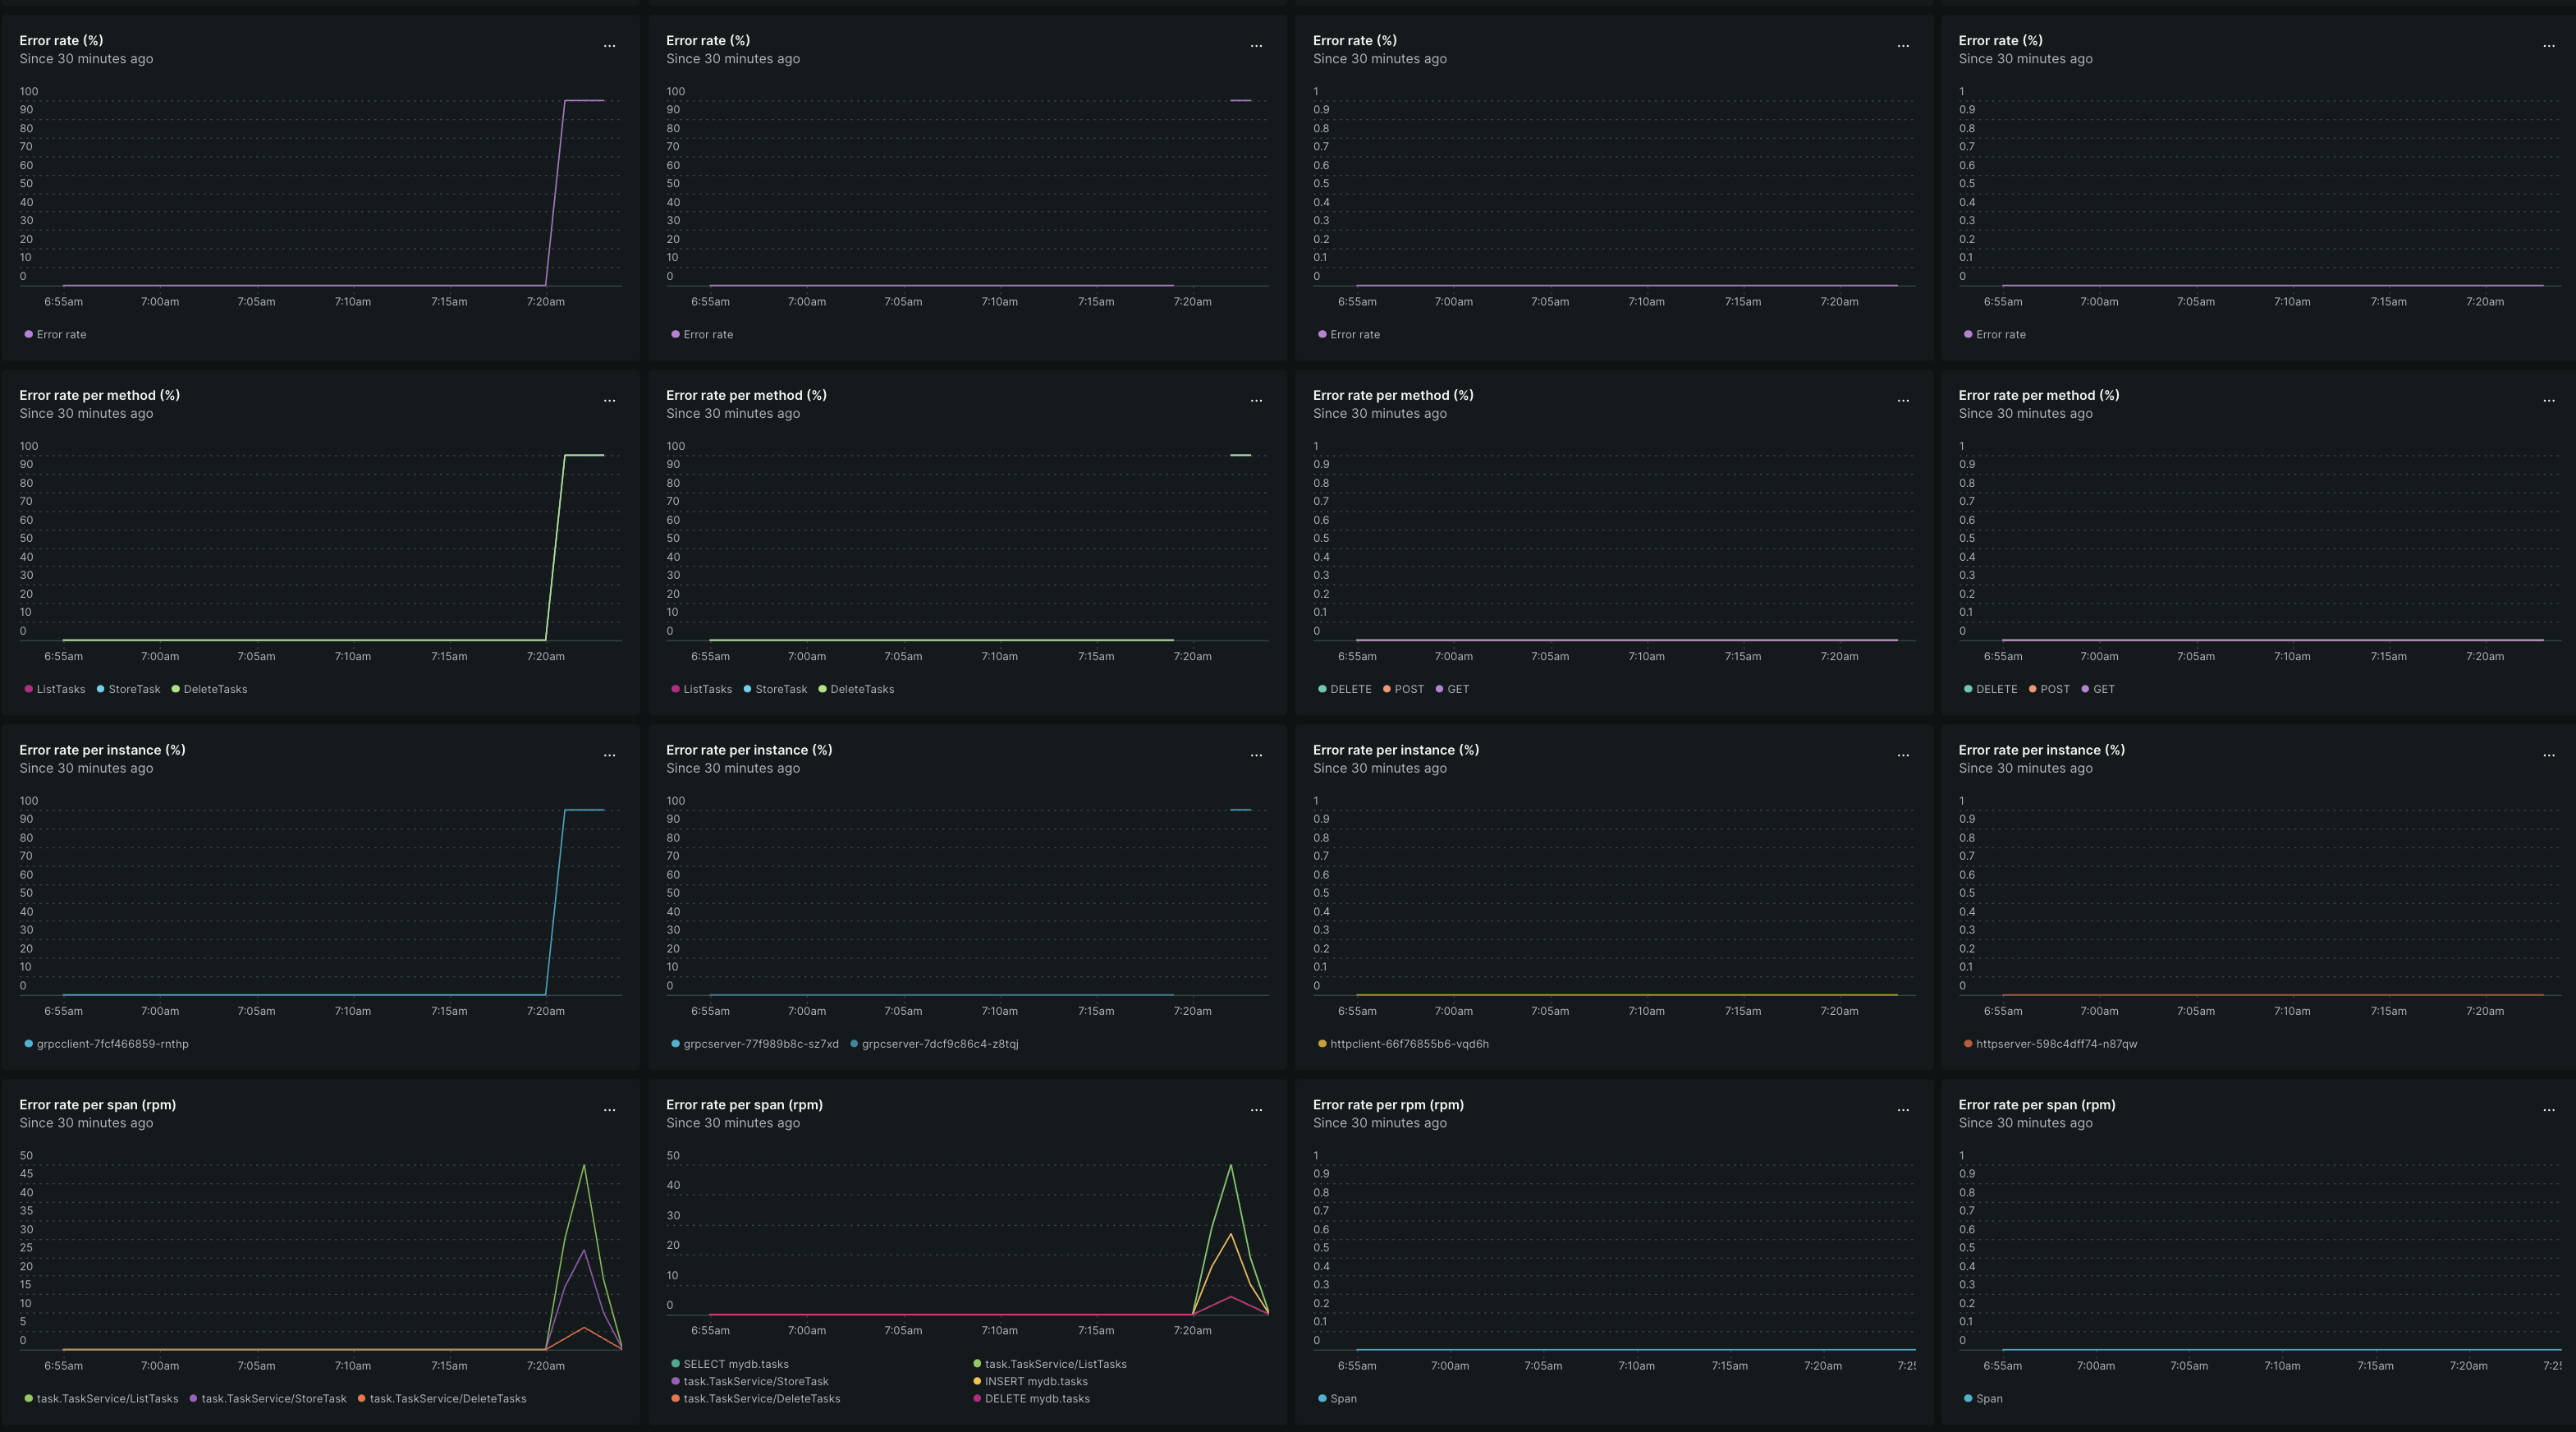 Error rate (%)
Since 30 minutes ago
...
100
90
80
70
60
50
40
30
20
10
0
6:55am 7:00am 7:05am 7:10am 7:15am 7:20am
Error rate
Error rate (%)
Since 30 minutes ago
...
100
90
80
70
60
50
40
30
20
10
0
6:55am 7:00am 7:05am 7:10am 7:15am 7:20am
Error rate
Error rate (%)
Since 30 minutes ago
...
1
0.9
0.8
0.7
0.6
0.5
0.4
0.3
0.2
0.1
0
6:55am 7:00am 7:05am 7:10am 7:15am 7:20am
Error rate
Error rate (%)
Since 30 minutes ago
...
1
0.9
0.8
0.7
0.6
0.5
0.4
0.3
0.2
0.1
0
6:55am 7:00am 7:05am 7:10am 7:15am 7:20am
Error rate
Error rate per method (%)
Since 30 minutes ago
...
100
90
80
70
60
50
40
30
20
10
0
6:55am 7:00am 7:05am 7:10am 7:15am 7:20am
ListTasks StoreTask DeleteTasks
Error rate per method (%)
Since 30 minutes ago
...
100
90
80
70
60
50
40
30
20
10
0
6:55am 7:00am 7:05am 7:10am 7:15am 7:20am
ListTasks StoreTask DeleteTasks
Error rate per method (%)
Since 30 minutes ago
...
1
0.9
0.8
0.7
0.6
0.5
0.4
0.3
0.2
0.1
0
6:55am 7:00am 7:05am 7:10am 7:15am 7:20am
DELETE POST GET
Error rate per method (%)
Since 30 minutes ago
...
1
0.9
0.8
0.7
0.6
0.5
0.4
0.3
0.2
0.1
0
6:55am 7:00am 7:05am 7:10am 7:15am 7:20am
DELETE POST GET
Error rate per instance (%)
Since 30 minutes ago
...
100
90
80
70
60
50
40
30
20
10
0
6:55am 7:00am 7:05am 7:10am 7:15am 7:20am
grpcclient-7fcf466859-rnthp
Error rate per instance (%)
Since 30 minutes ago
...
100
90
80
70
60
50
40
30
20
10
0
6:55am 7:00am 7:05am 7:10am 7:15am 7:20am
grpcserver-77f989b8c-sz7xd grpcserver-7dcf9c86c4-z8tqj
Error rate per instance (%)
Since 30 minutes ago
...
1
0.9
0.8
0.7
0.6
0.5
0.4
0.3
0.2
0.1
0
6:55am 7:00am 7:05am 7:10am 7:15am 7:20am
httpclient-66f76855b6-vqd6h
Error rate per instance (%)
Since 30 minutes ago
...
1
0.9
0.8
0.7
0.6
0.5
0.4
0.3
0.2
0.1
0
6:55am 7:00am 7:05am 7:10am 7:15am 7:20am
httpserver-598c4dff74-n87qw
Error rate per span (rpm)
Since 30 minutes ago
...
50
45
40
35
30
25
20
15
10
5
0
6:55am 7:00am 7:05am 7:10am 7:15am 7:20am
task.TaskService/ListTasks task.TaskService/StoreTask task.TaskService/DeleteTasks
Error rate per span (rpm)
Since 30 minutes ago
...
50
40
30
20
10
0
6:55am 7:00am 7:05am 7:10am 7:15am 7:20am
SELECT mydb.tasks task.TaskService/ListTasks
task.TaskService/StoreTask INSERT mydb.tasks
task.TaskService/DeleteTasks DELETE mydb.tasks
Error rate per rpm (rpm)
Since 30 minutes ago
...
1
0.9
0.8
0.7
0.6
0.5
0.4
0.3
0.2
0.1
0
6:55am 7:00am 7:05am 7:10am 7:15am 7:20am
Span
Error rate per span (rpm)
Since 30 minutes ago
...
1
0.9
0.8
0.7
0.6
0.5
0.4
0.3
0.2
0.1
0
6:55am 7:00am 7:05am 7:10am 7:15am 7:20am
Span